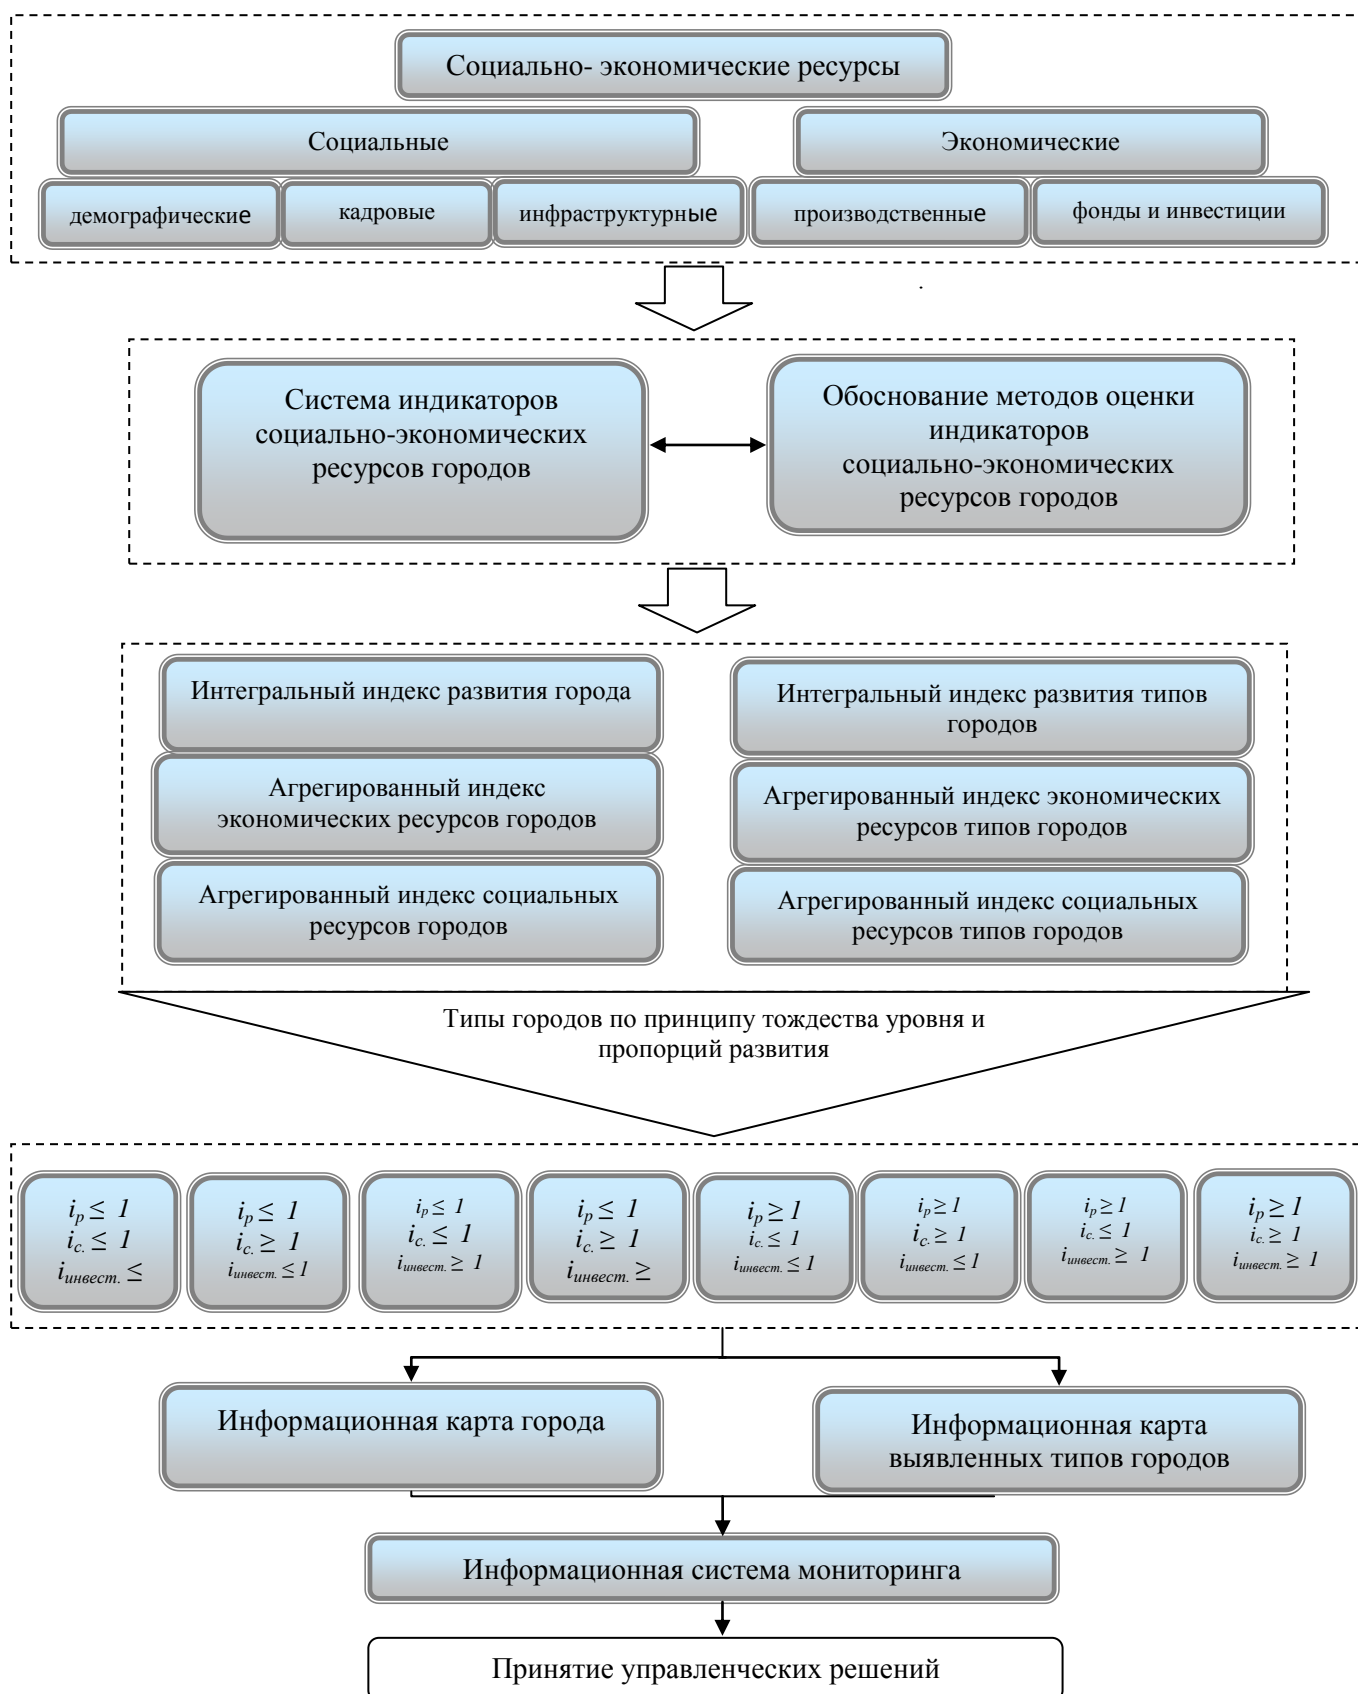 Социально- экономические ресурсы
Социальные
Экономические
демографические
кадровые
инфраструктурные
производственные
фонды и инвестиции
Система индикаторов
социально-экономических
ресурсов городов
Обоснование методов оценки
индикаторов
социально-экономических
ресурсов городов
Интегральный индекс развития города
Агрегированный индекс
экономических ресурсов городов
Агрегированный индекс социальных
ресурсов городов
Интегральный индекс развития типов
городов
Агрегированный индекс экономических
ресурсов типов городов
Агрегированный индекс социальных
ресурсов типов городов
Типы городов по принципу тождества уровня и
пропорций развития
iр ≤ 1
iс. ≤ 1
iинвест. ≤
iр ≤ 1
iс. ≥ 1
iинвест. ≤ 1
iр ≤ 1
iс. ≤ 1
iинвест. ≥ 1
iр ≤ 1
iс. ≥ 1
iинвест. ≥
iр ≥ 1
iс. ≤ 1
iинвест. ≤ 1
iр ≥ 1
iс. ≥ 1
iинвест. ≤ 1
iр ≥ 1
iс. ≤ 1
iинвест. ≥ 1
iр ≥ 1
iс. ≥ 1
iинвест. ≥ 1
Информационная карта города
Информационная карта
выявленных типов городов
Информационная система мониторинга
Принятие управленческих решений